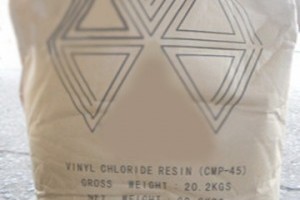 VINYL CHLORIDE RESIN (CMP-45)
GROSS WEIGHT : 20.2KGS
NET WEIGHT :